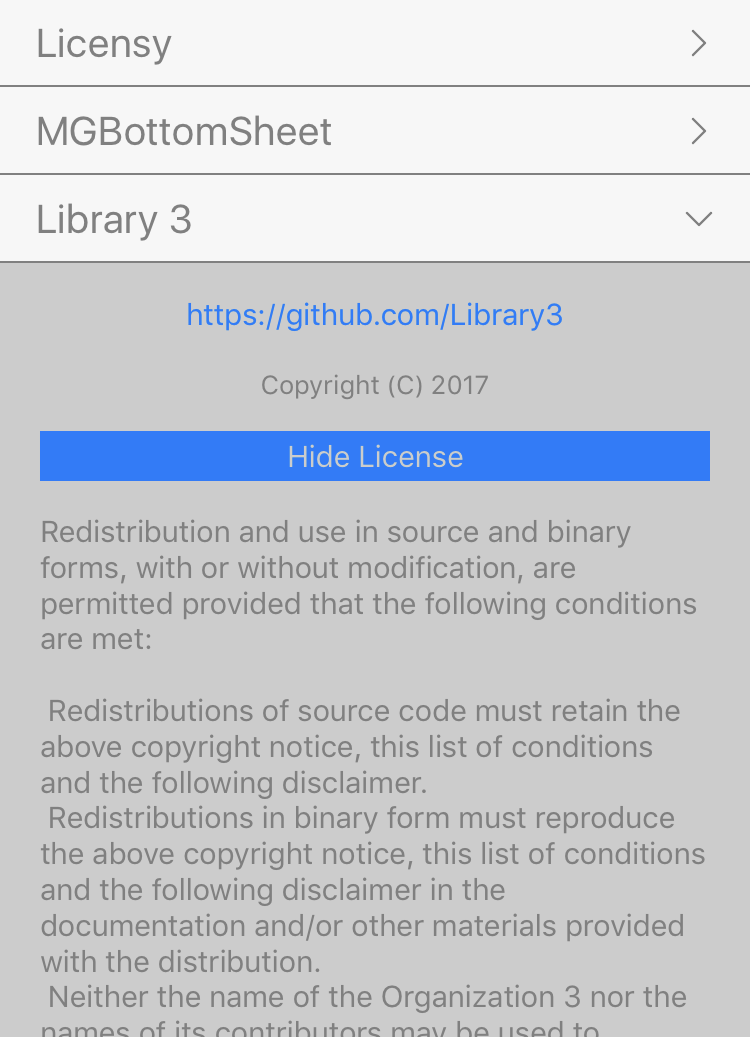 Licensy
MGBottomSheet
Library 3
https://github.com/Library3
Copyright (C) 2017
Hide License
Redistribution and use in source and binary
forms, with or without modification, are
permitted provided that the following conditions
are met:
Redistributions of source code must retain the
above copyright notice, this list of conditions
and the following disclaimer.
Redistributions in binary form must reproduce
the above copyright notice, this list of conditions
and the following disclaimer in the
documentation and/or other materials provided
with the distribution.
Neither the name of the Organization 3 nor the
names of its contributors may be used to